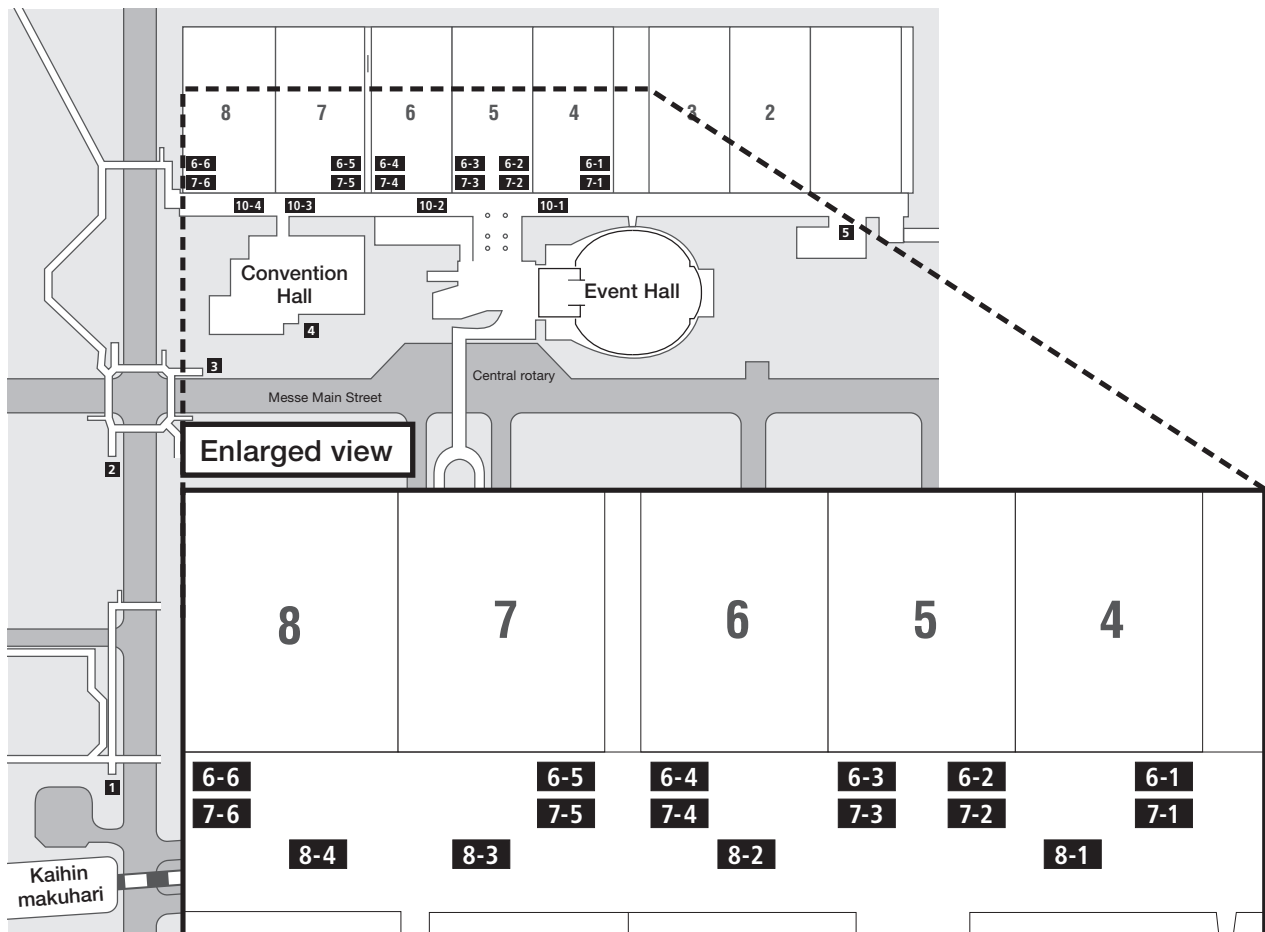 8 7 6 5 4 3 2
6-6 6-5 6-4 6-3 6-2 6-1
7-6 7-5 7-4 7-3 7-2 7-1
10-4 10-3 10-2 10-1
5
Convention
Hall
Event Hall
4
3
Central rotary
Messe Main Street
Enlarged view
2
8 7 6 5 4
6-6 6-5 6-4 6-3 6-2 6-1
1
7-6 7-5 7-4 7-3 7-2 7-1
8-4 8-3 8-2 8-1
Kaihin
makuhari